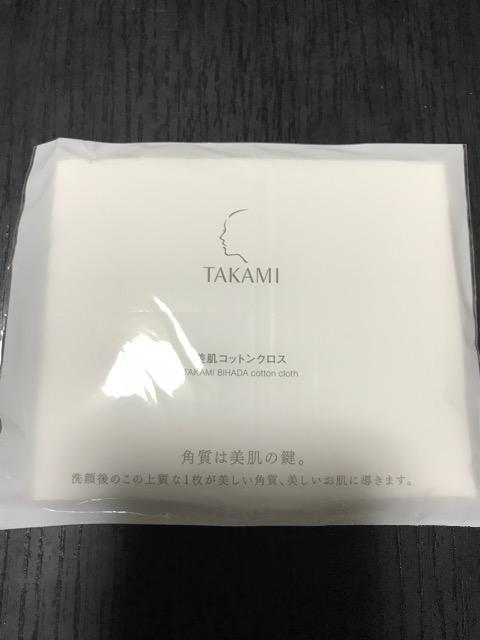 TAKAMI
美肌コットンクロス
TAKAMI BIHADA cotton cloth
角質は美肌の鍵。
洗顔後のこの上質な1枚が美しい角質、美しいお肌に導きます。